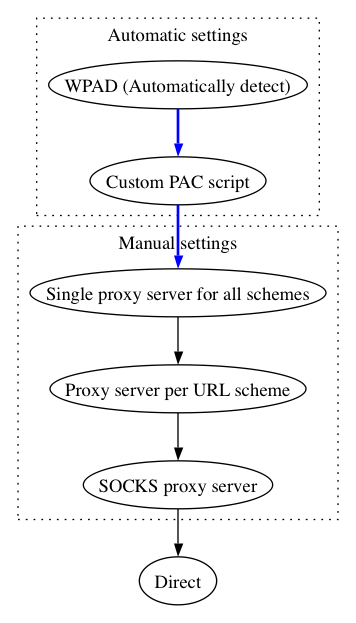 Automatic settings
WPAD (Automatically detect)
Custom PAC script
Manual settings
Single proxy server for all schemes
Proxy server per URL scheme
SOCKS proxy server
Direct